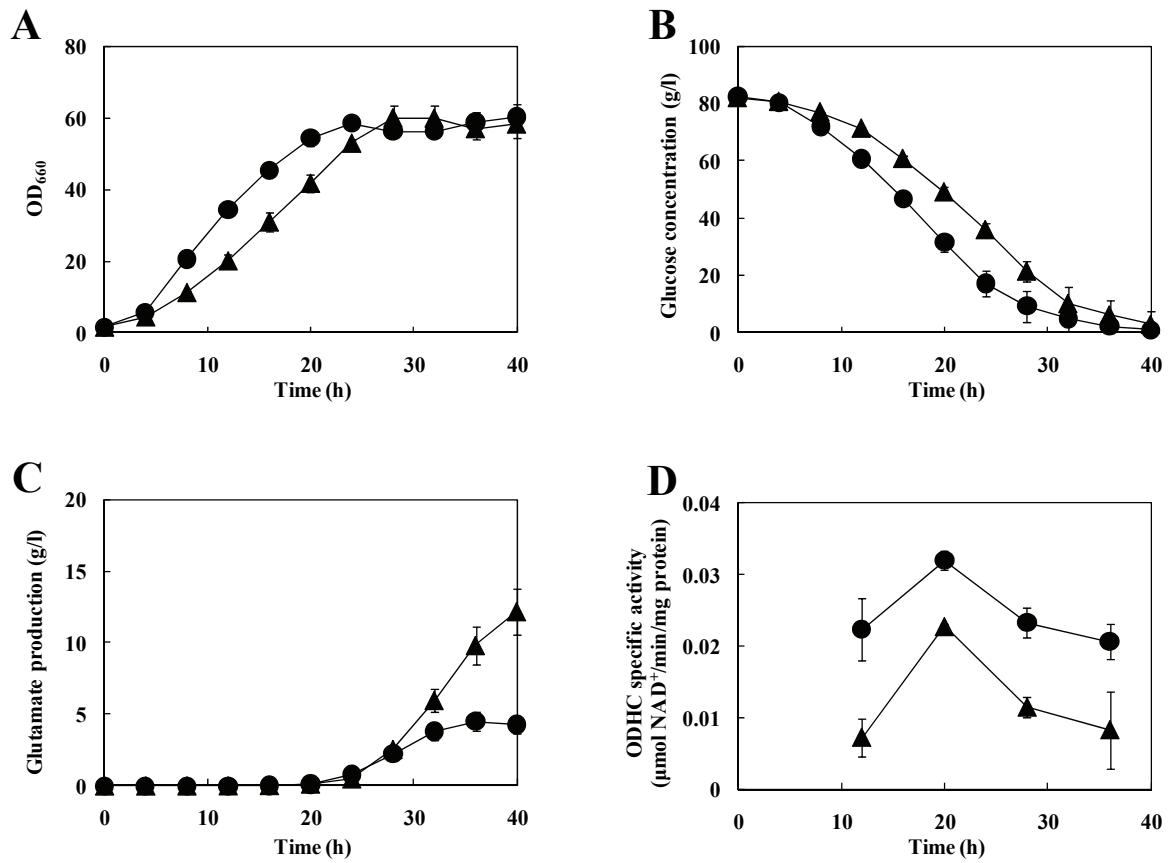 A
80
60
40
20
0
OD₆₆₀
0 10 20 30 40
Time (h)
B
100
80
60
40
20
0
Glucose concentration (g/l)
0 10 20 30 40
Time (h)
C
20
15
10
5
0
Glutamate production (g/l)
0 10 20 30 40
Time (h)
D
0.04
0.03
0.02
0.01
0
ODHC specific activity
(μmol NAD⁺/min/mg protein)
0 10 20 30 40
Time (h)